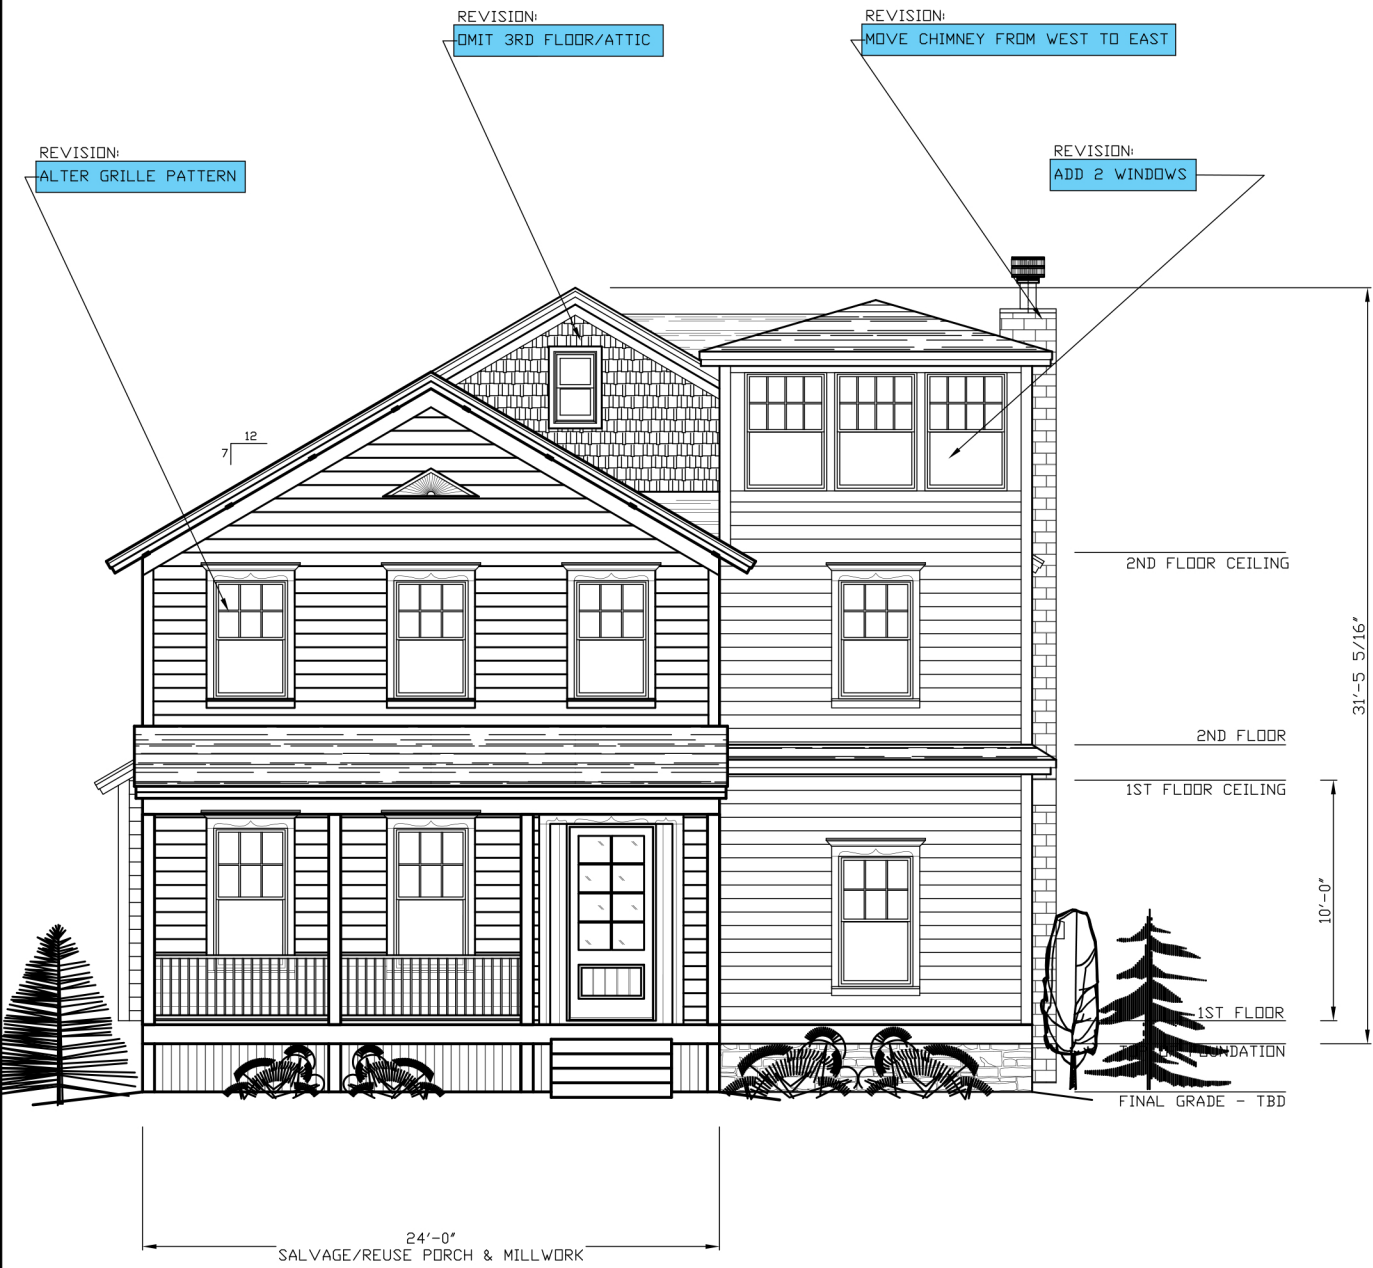 REVISION:
OMIT 3RD FLOOR/ATTIC
REVISION:
MOVE CHIMNEY FROM WEST TO EAST
REVISION:
ALTER GRILLE PATTERN
REVISION:
ADD 2 WINDOWS
12
7
2ND FLOOR CEILING
31'-5 5/16"
2ND FLOOR
1ST FLOOR CEILING
10'-0"
1ST FLOOR
FOUNDATION
FINAL GRADE - TBD
24'-0"
SALVAGE/REUSE PORCH & MILLWORK